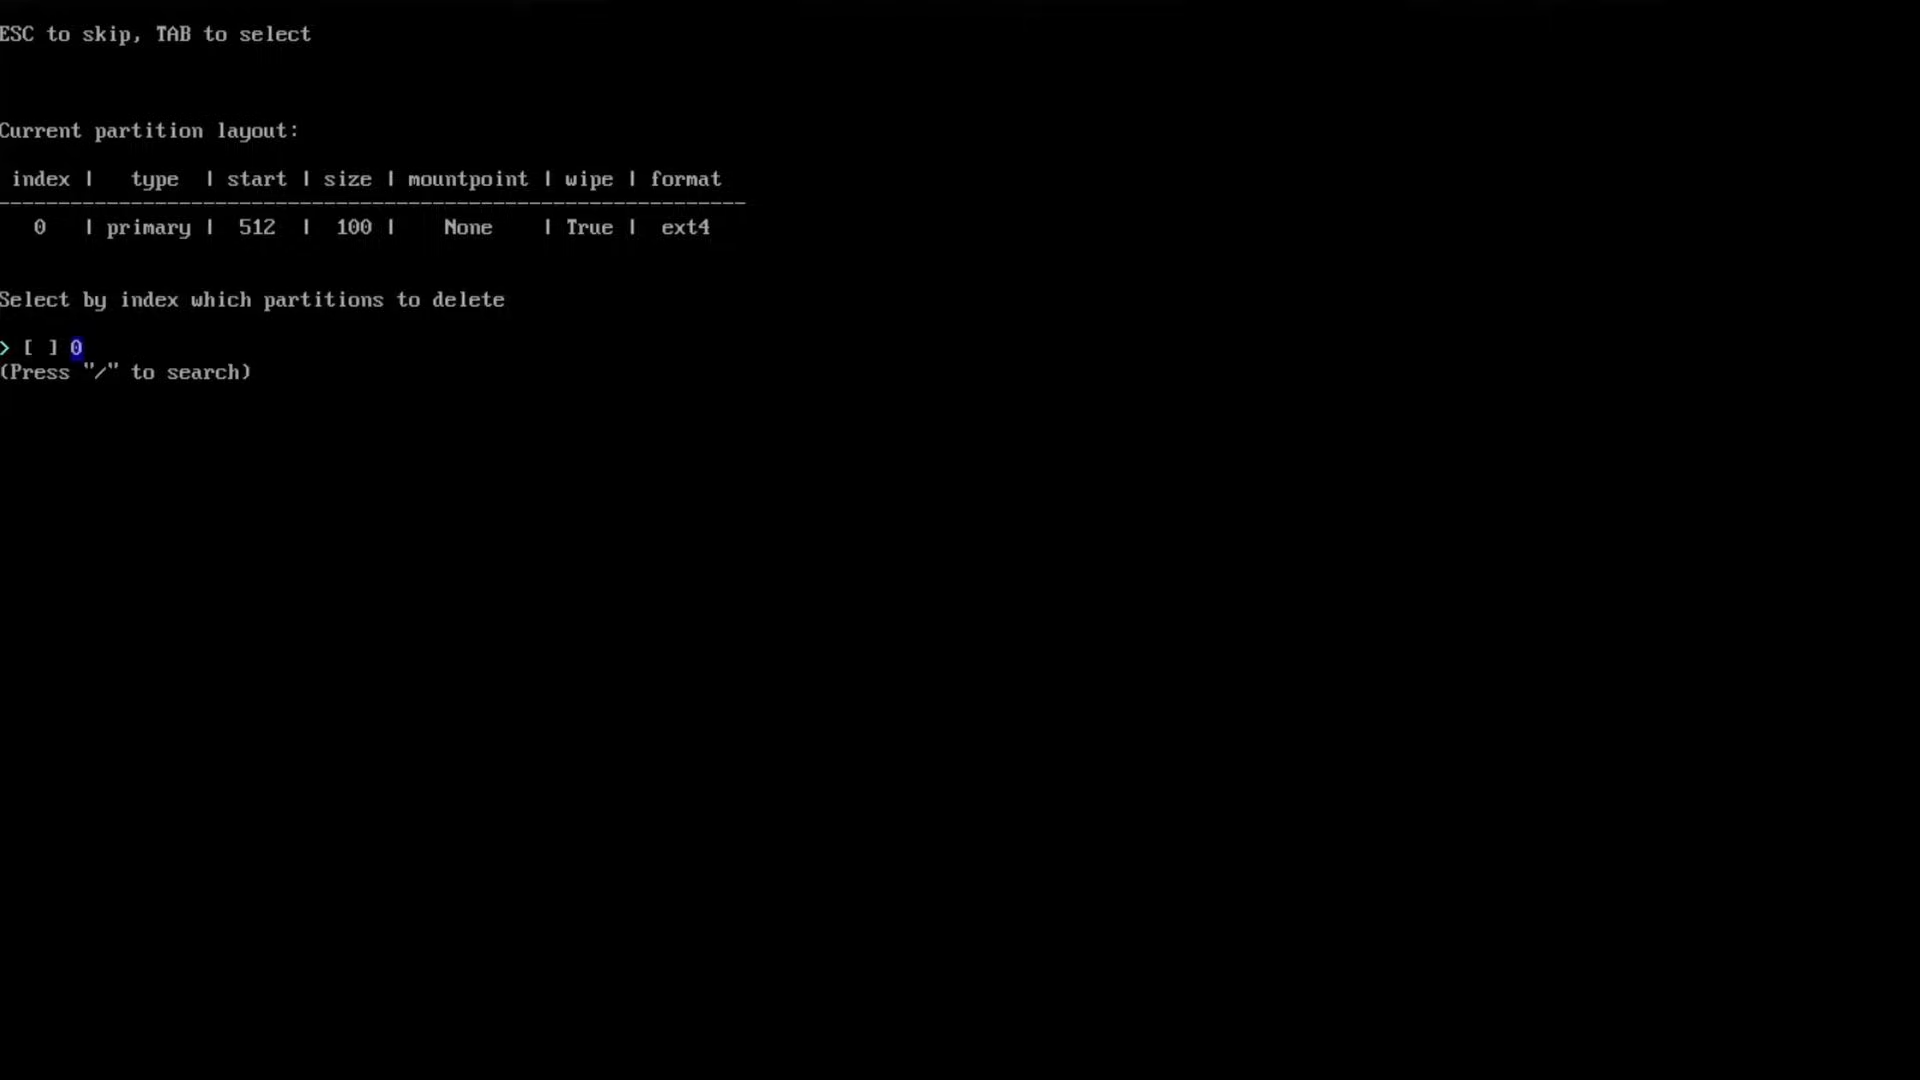 ESC to skip, TAB to select
Current partition layout:
index | type | start | size | mountpoint | wipe | format
--------------------------------------------------------------
0 | primary | 512 | 100 | None | True | ext4
Select by index which partitions to delete
> [ ] 0
(Press "/" to search)